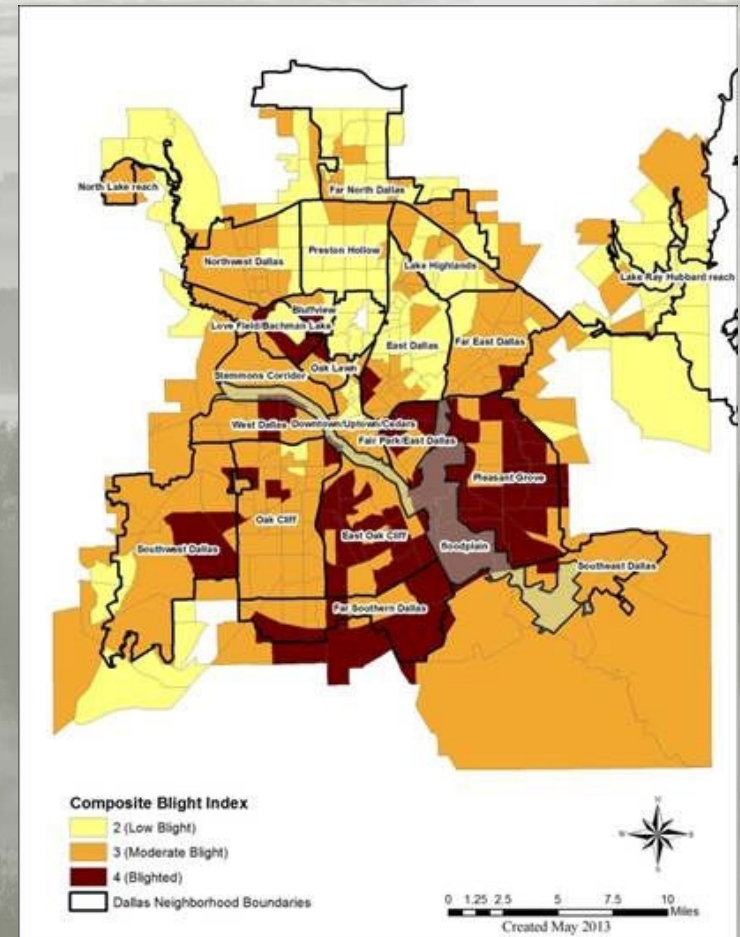 North Lake reach
Far North Dallas
Preston Hollow
Northwest Dallas
Lake Highlands
Lake Ray Hubbard reach
Bluffview
Love Field/Bachman Lake
East Dallas
Far East Dallas
Oak Lawn
Stemmons Corridor
West Dallas
Downtown/Uptown/Cedars
Fair Park/East Dallas
Pleasant Grove
Oak Cliff
East Oak Cliff
Southwest Dallas
floodplain
Southeast Dallas
Far Southern Dallas
Composite Blight Index
2 (Low Blight)
3 (Moderate Blight)
4 (Blighted)
Dallas Neighborhood Boundaries
N
W
E
S
0 1.25 2.5 5 7.5 10
Miles
Created May 2013